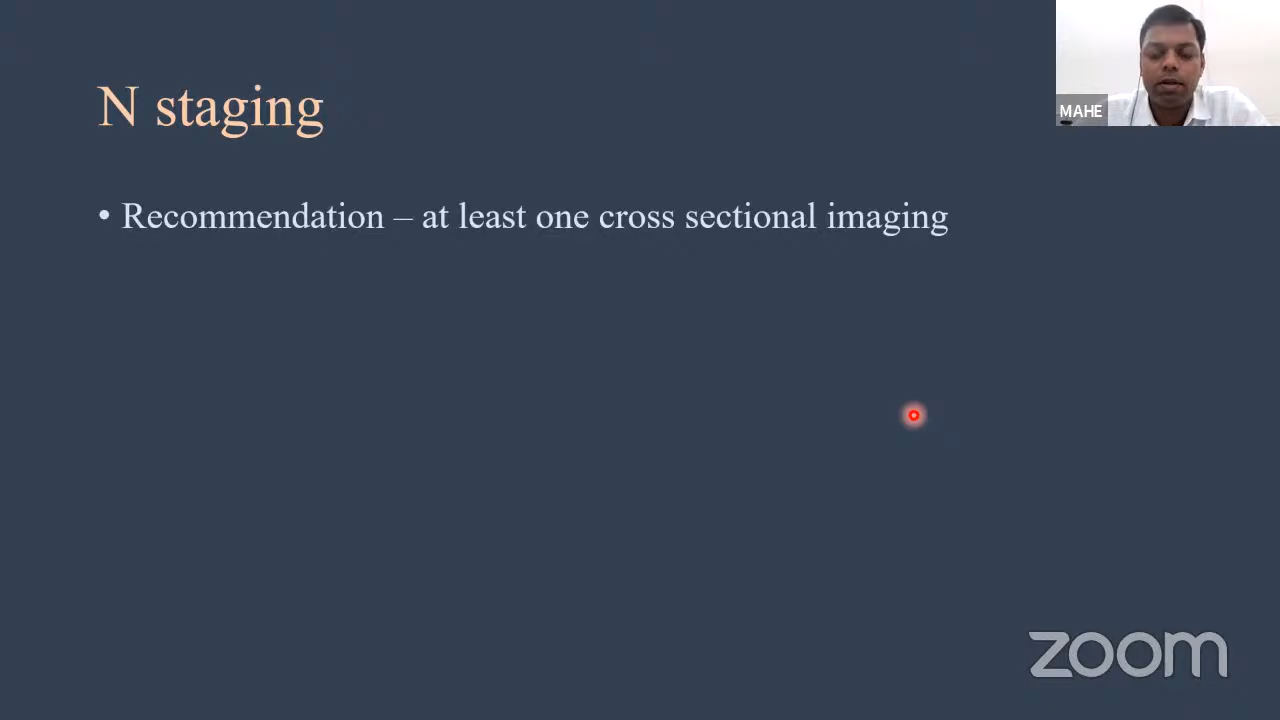 N staging
MAHE
• Recommendation – at least one cross sectional imaging
zoom